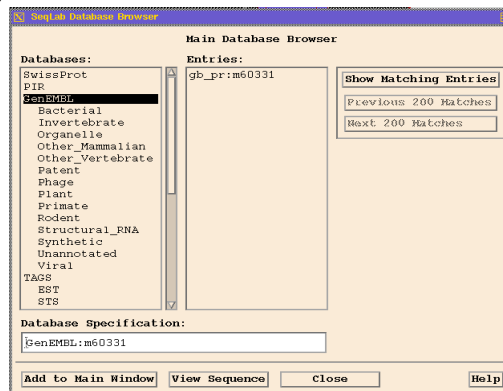 SeqLab Database Browser
Main Database Browser
Databases:
Entries:
SwissProt
PIR
GenEMBL
Bacterial
Invertebrate
Organelle
Other_Mammalian
Other_Vertebrate
Patent
Phage
Plant
Primate
Rodent
Structural_RNA
Synthetic
Unannotated
Viral
TAGS
EST
STS
gb_pr:m60331
Show Matching Entries
Previous 200 Matches
Next 200 Matches
Database Specification:
GenEMBL:m60331
Add to Main Window
View Sequence
Close
Help